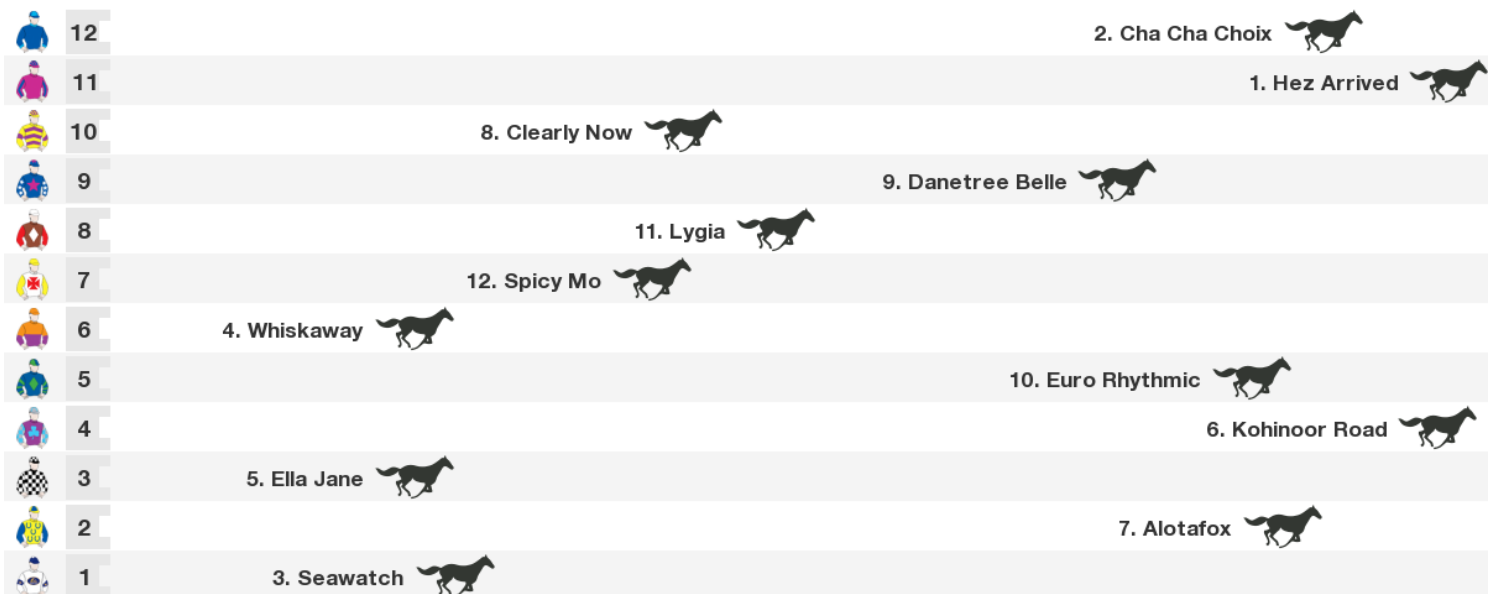 12 2. Cha Cha Choix
11 1. Hez Arrived
10 8. Clearly Now
9 9. Danetree Belle
8 11. Lygia
7 12. Spicy Mo
6 4. Whiskaway
5 10. Euro Rhythmic
4 6. Kohinoor Road
3 5. Ella Jane
2 7. Alotafox
1 3. Seawatch